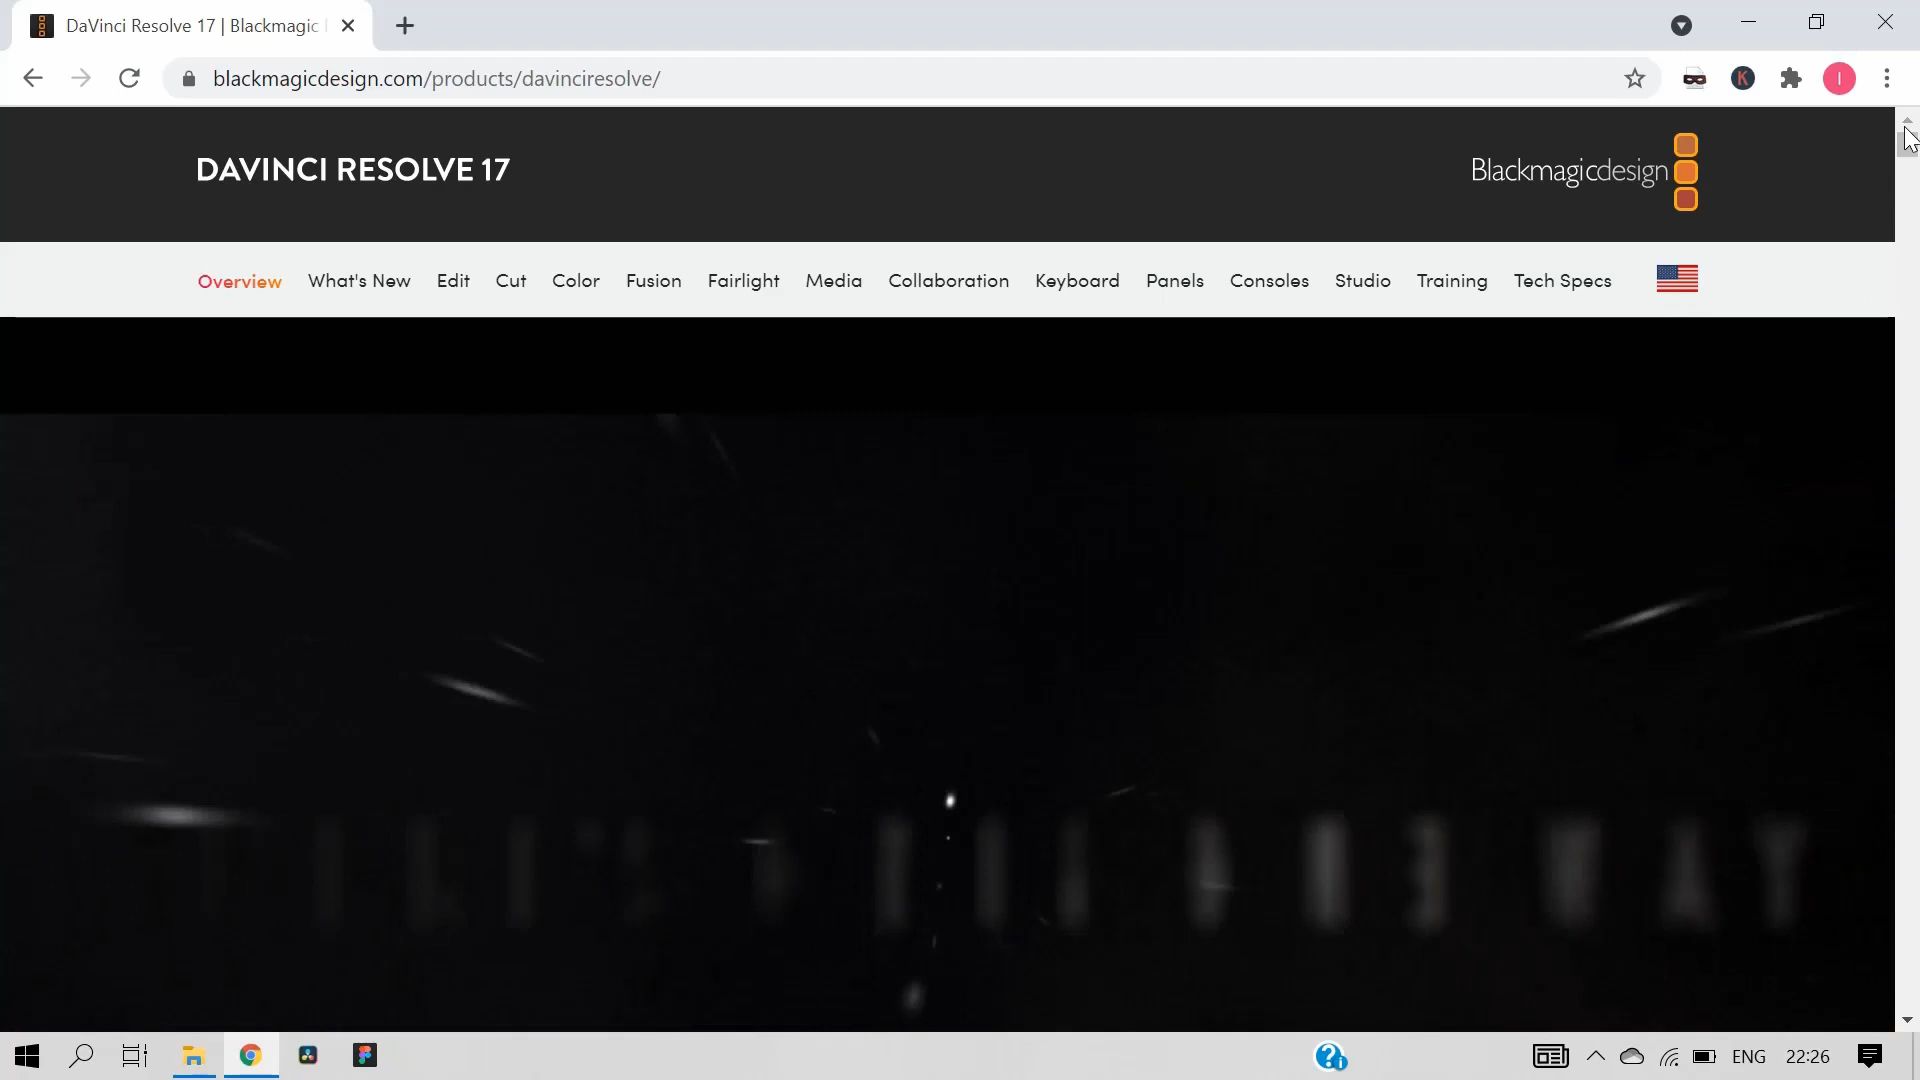 DaVinci Resolve 17 | Blackmagic
blackmagicdesign.com/products/davinciresolve/
I
DAVINCI RESOLVE 17
Blackmagicdesign
Overview What's New Edit Cut Color Fusion Fairlight Media Collaboration Keyboard Panels Consoles Studio Training Tech Specs
WAY
ENG 22:26